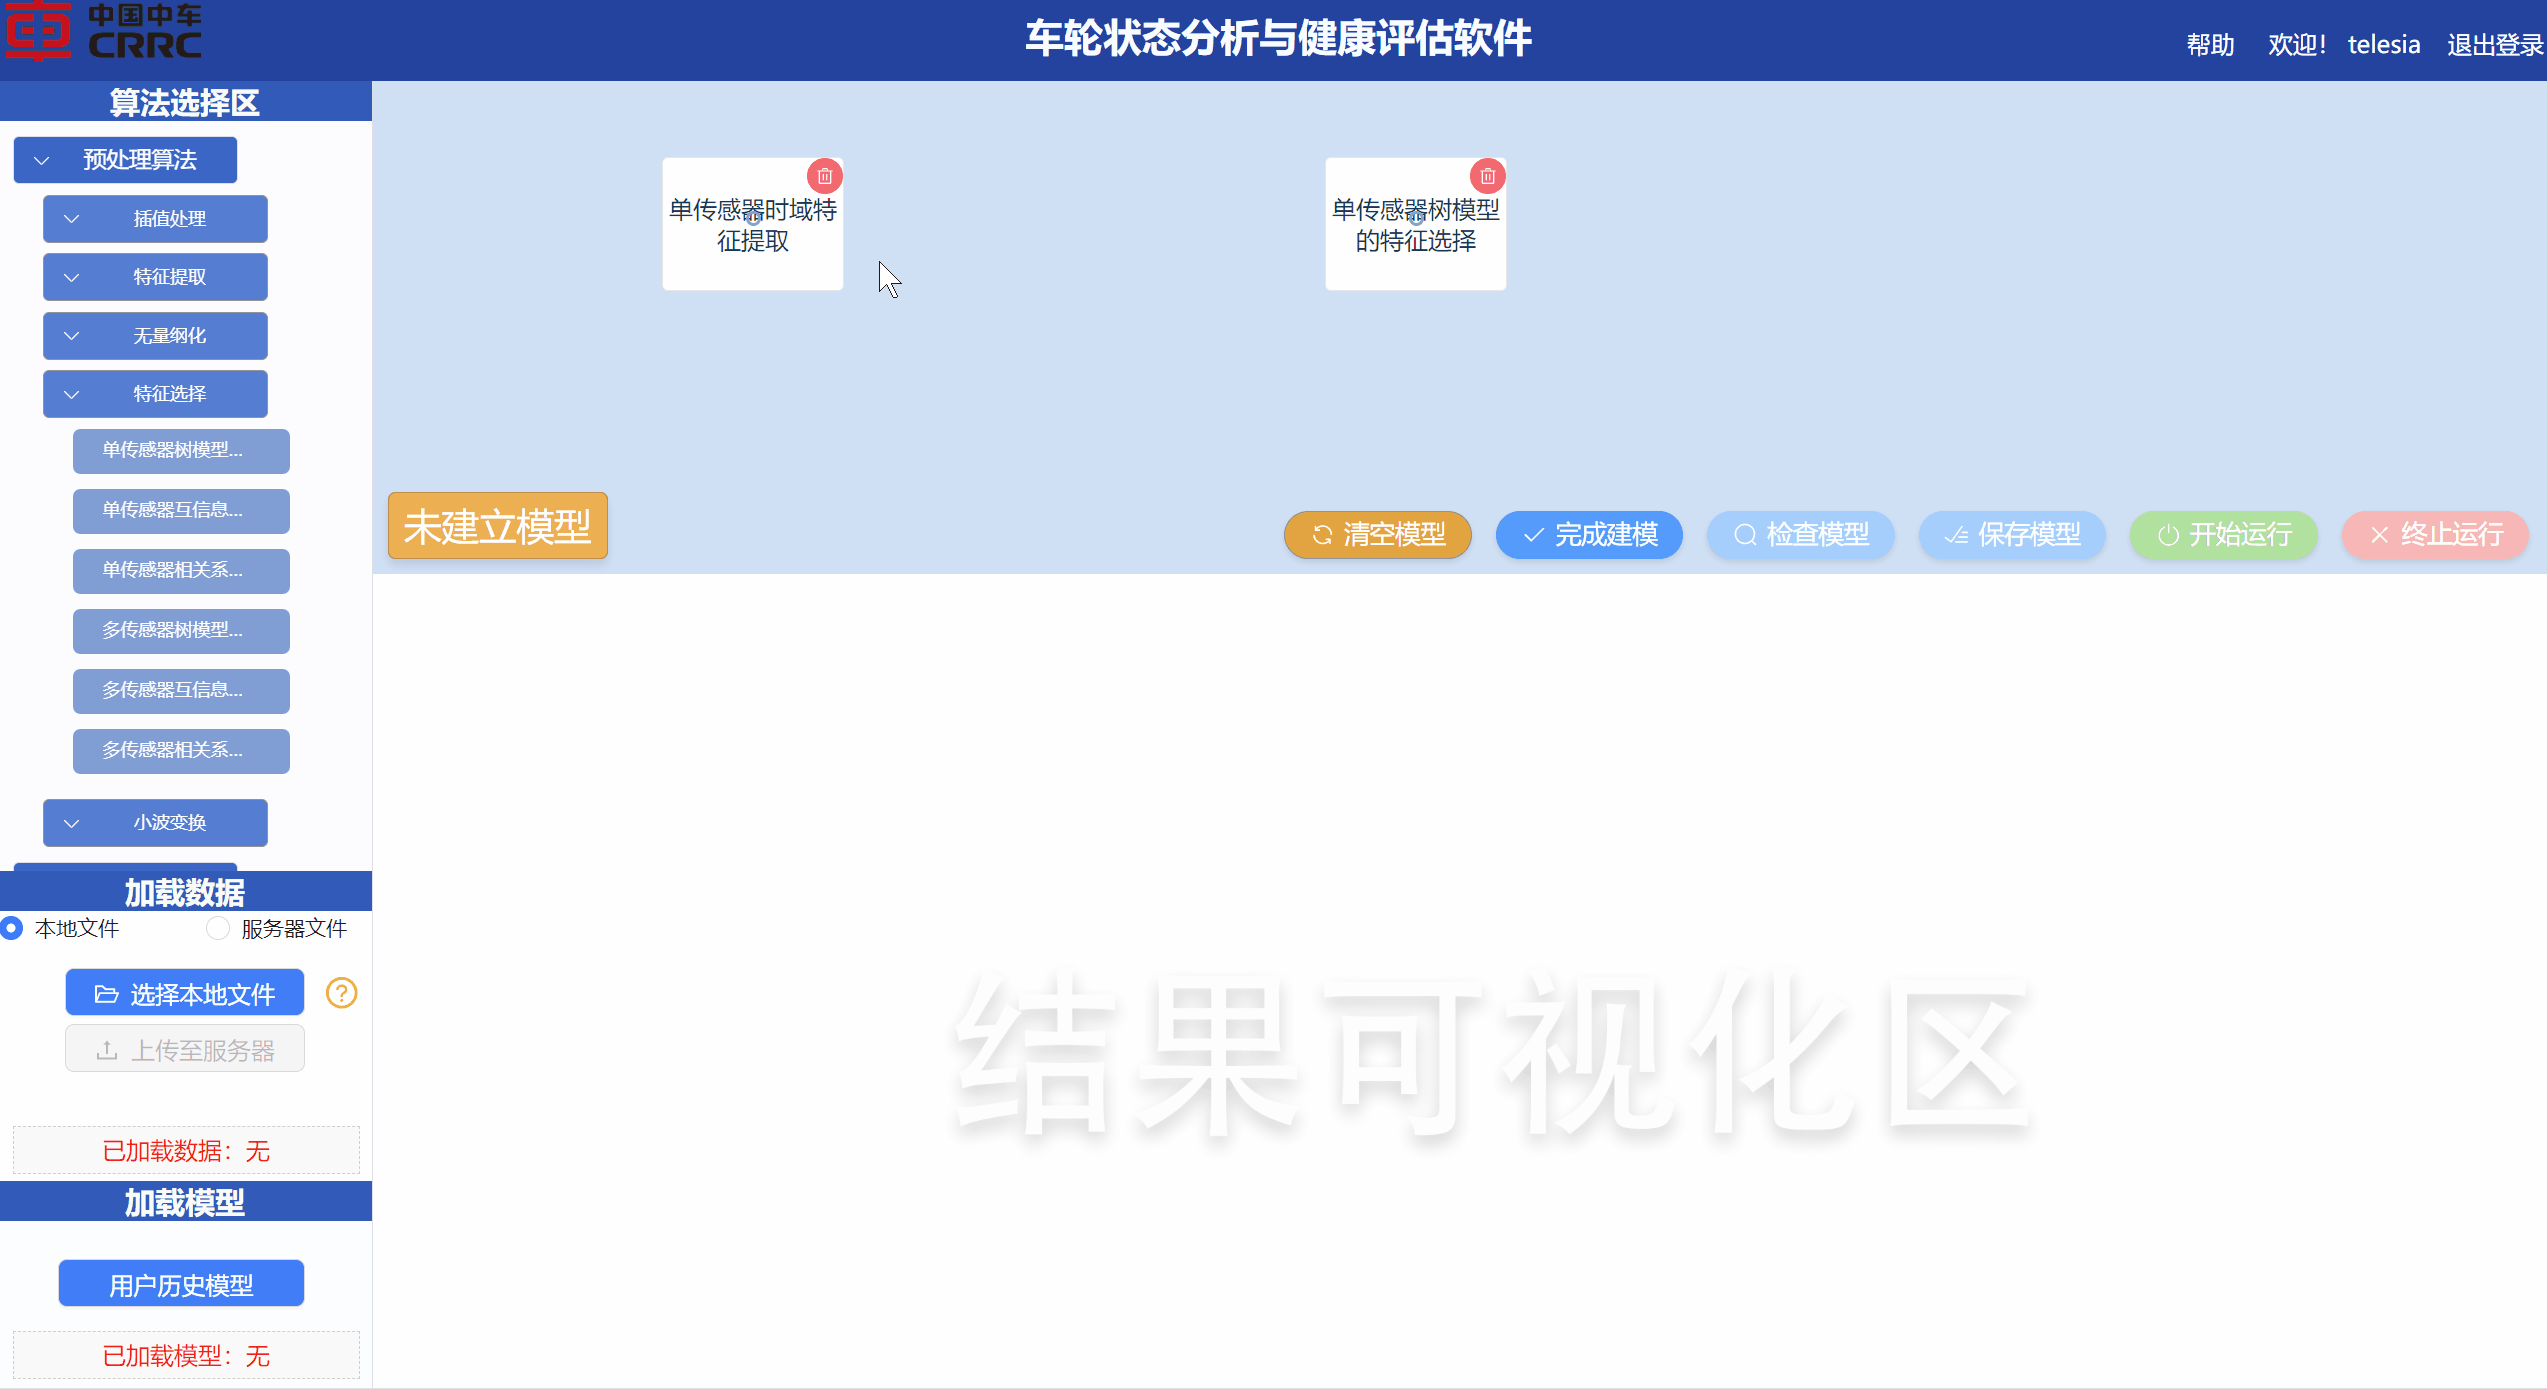 中国中车
CRRC
车轮状态分析与健康评估软件
帮助 欢迎! telesia 退出登录
算法选择区
预处理算法
插值处理
特征提取
无量纲化
特征选择
单传感器树模型...
单传感器互信息...
单传感器相关系...
多传感器树模型...
多传感器互信息...
多传感器相关系...
小波变换
单传感器时域特
征提取
单传感器树模型
的特征选择
未建立模型
清空模型 完成建模 检查模型 保存模型 开始运行 终止运行
加载数据
本地文件 服务器文件
选择本地文件
上传至服务器
已加载数据：无
加载模型
用户历史模型
已加载模型：无
结果可视化区